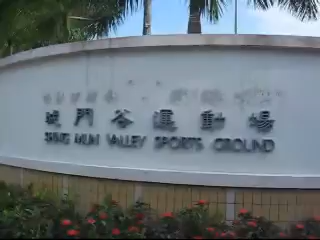 城門谷運動場
SHING MUN VALLEY SPORTS GROUND